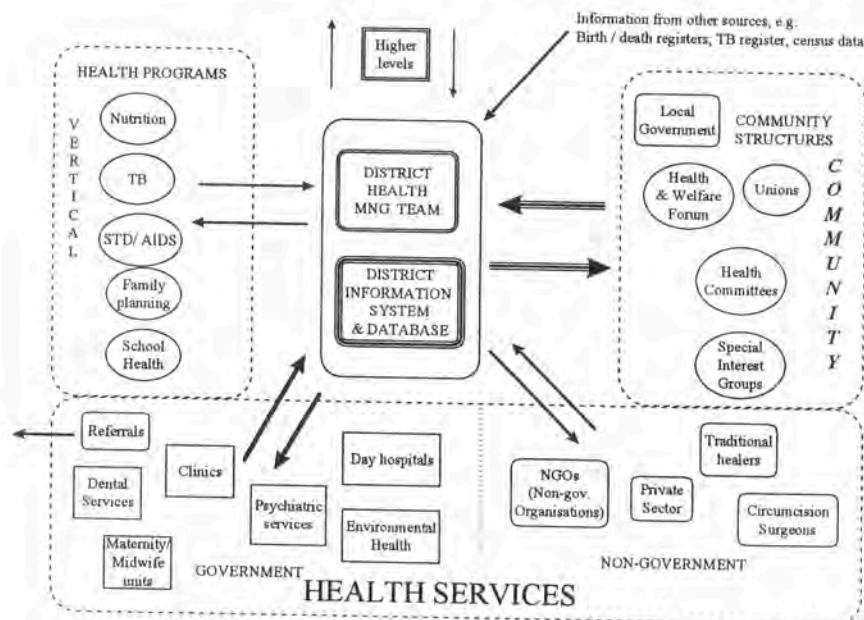 Information from other sources, e.g.
Birth / death registers, TB register, census data
Higher
levels
HEALTH PROGRAMS
VERTICAL
Nutrition
TB
STD/ AIDS
Family
planning
School
Health
DISTRICT
HEALTH
MNG TEAM
DISTRICT
INFORMATION
SYSTEM
& DATABASE
Local
Government
COMMUNITY
STRUCTURES
Health
& Welfare
Forum
Unions
Health
Committees
Special
Interest
Groups
COMMUNITY
Referrals
Dental
Services
Maternity/
Midwife
units
Clinics
Psychiatric
services
Day hospitals
Environmental
Health
GOVERNMENT
NGOs
(Non-gov.
Organisations)
Private
Sector
Traditional
healers
Circumcision
Surgeons
NON-GOVERNMENT
HEALTH SERVICES